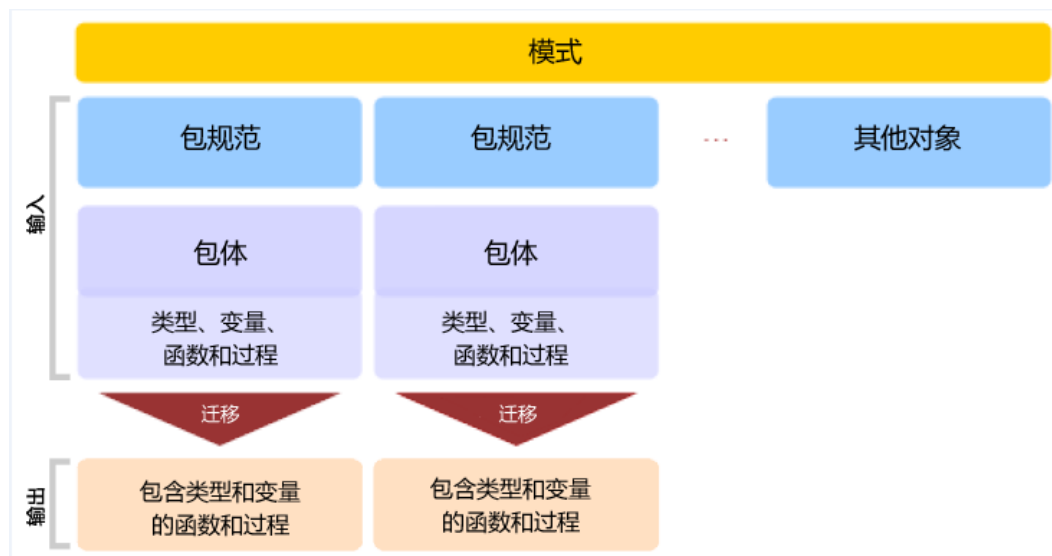 模式
输入
包规范
包规范
...
其他对象
包体
包体
类型、变量、
函数和过程
类型、变量、
函数和过程
迁移
迁移
输出
包含类型和变量
的函数和过程
包含类型和变量
的函数和过程